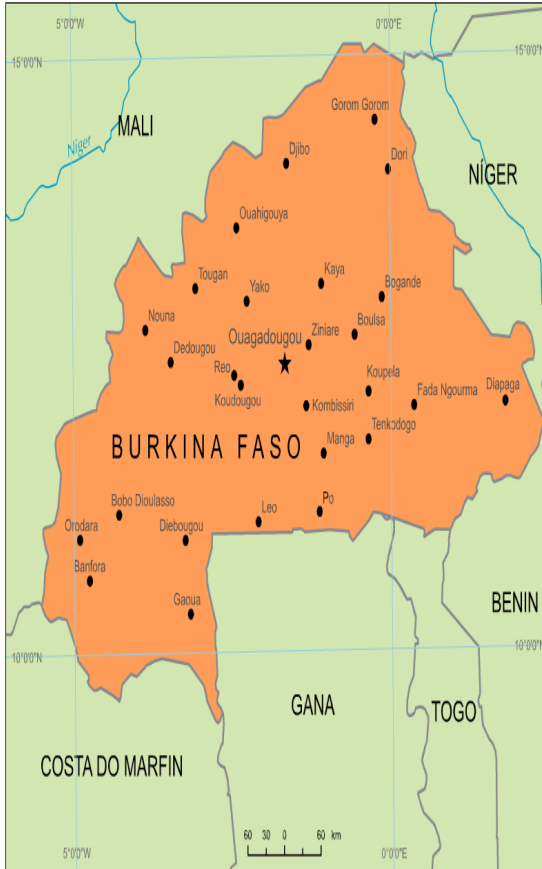 5°0'0"W
0°0'0"E
15°0'0"N
15°0'0"N
Gorom Gorom
MALI
Niger
Djibo
Dori
NÍGER
Ouahigouya
Tougan
Kaya
Yako
Bogande
Nouna
Ouagadougou
Ziniare
Boulsa
Dedougou
Reo
Koupela
Koudougou
Kombissiri
Fada Ngourma
Diapaga
BURKINA FASO
Manga
Tenkodogo
Bobo Dioulasso
Leo
Po
Orodara
Diebougou
Banfora
Gaoua
BENIN
10°0'0"N
10°0'0"N
GANA
TOGO
COSTA DO MARFIN
60 30 0 60 km
5°0'0"W
0°0'0"E